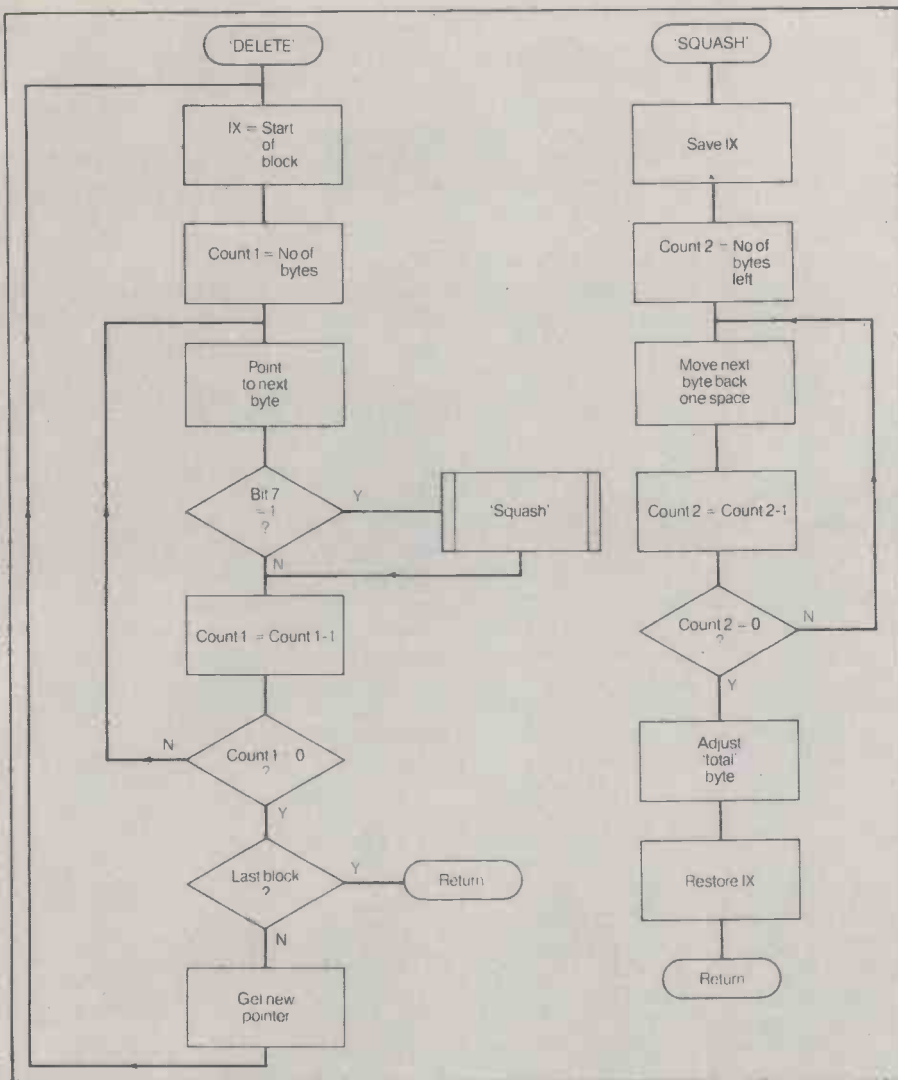 'DELETE'
IX = Start
of
block
Count 1 = No of
bytes
Point
to next
byte
Bit 7
= 1
?
Y
'Squash'
N
Count 1 = Count 1-1
N
Count 1 = 0
?
Y
Last block
?
Y
Return
N
Get new
pointer
'SQUASH'
Save IX
Count 2 = No of
bytes
left
Move next
byte back
one space
Count 2 = Count 2-1
Count 2 = 0
?
N
Y
Adjust
'total'
byte
Restore IX
Return